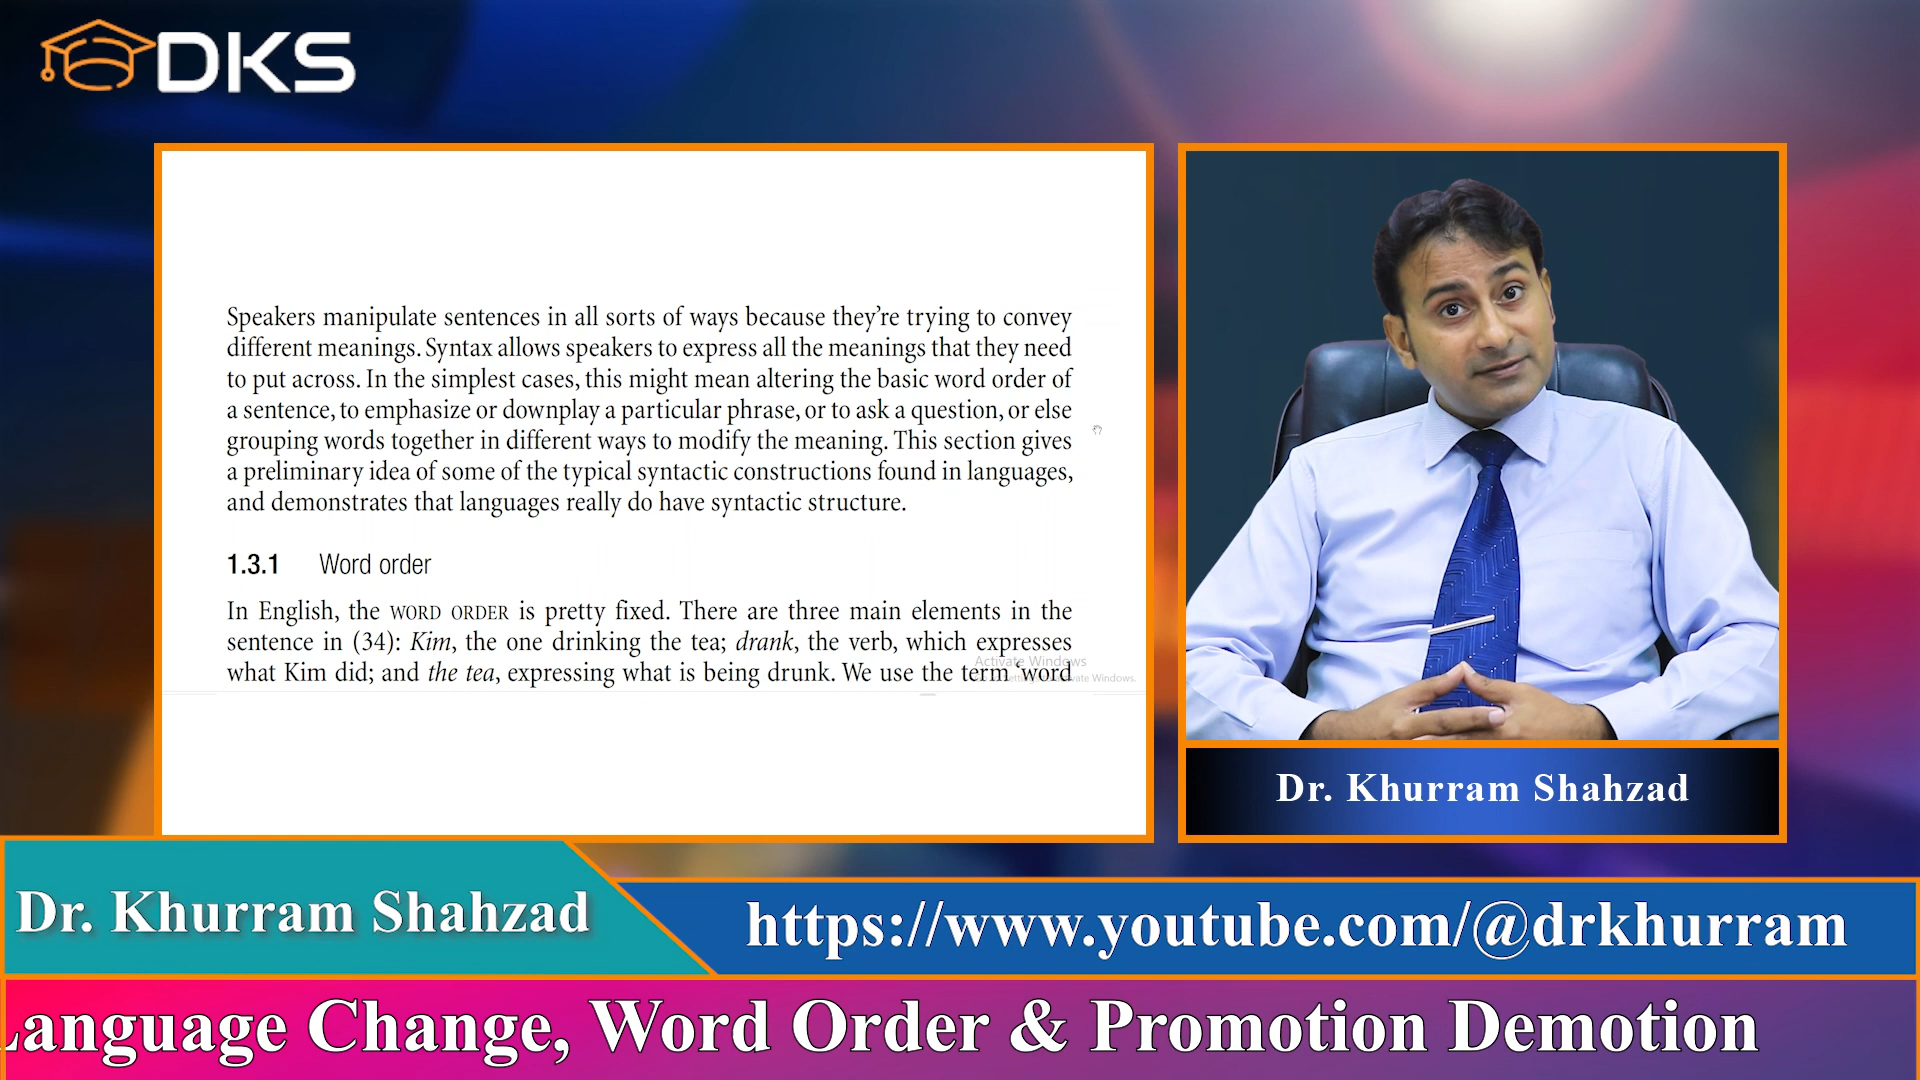 DKS
Speakers manipulate sentences in all sorts of ways because they’re trying to convey
different meanings. Syntax allows speakers to express all the meanings that they need
to put across. In the simplest cases, this might mean altering the basic word order of
a sentence, to emphasize or downplay a particular phrase, or to ask a question, or else
grouping words together in different ways to modify the meaning. This section gives
a preliminary idea of some of the typical syntactic constructions found in languages,
and demonstrates that languages really do have syntactic structure.
1.3.1 Word order
In English, the WORD ORDER is pretty fixed. There are three main elements in the
sentence in (34): Kim, the one drinking the tea; drank, the verb, which expresses
what Kim did; and the tea, expressing what is being drunk. We use the term ‘word
Activate Windows
Dr. Khurram Shahzad
Dr. Khurram Shahzad
https://www.youtube.com/@drkhurram
Language Change, Word Order & Promotion Demotion